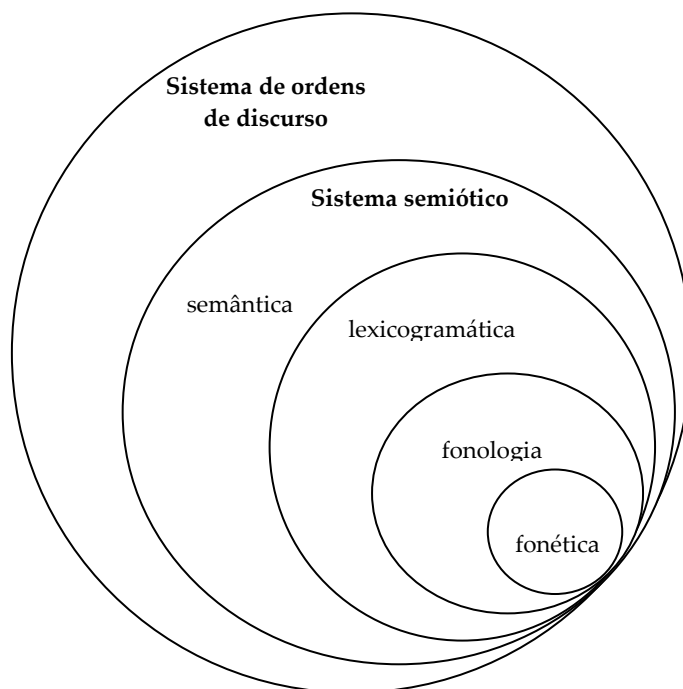 Sistema de ordens
de discurso
Sistema semiótico
semântica
lexicogramática
fonologia
fonética